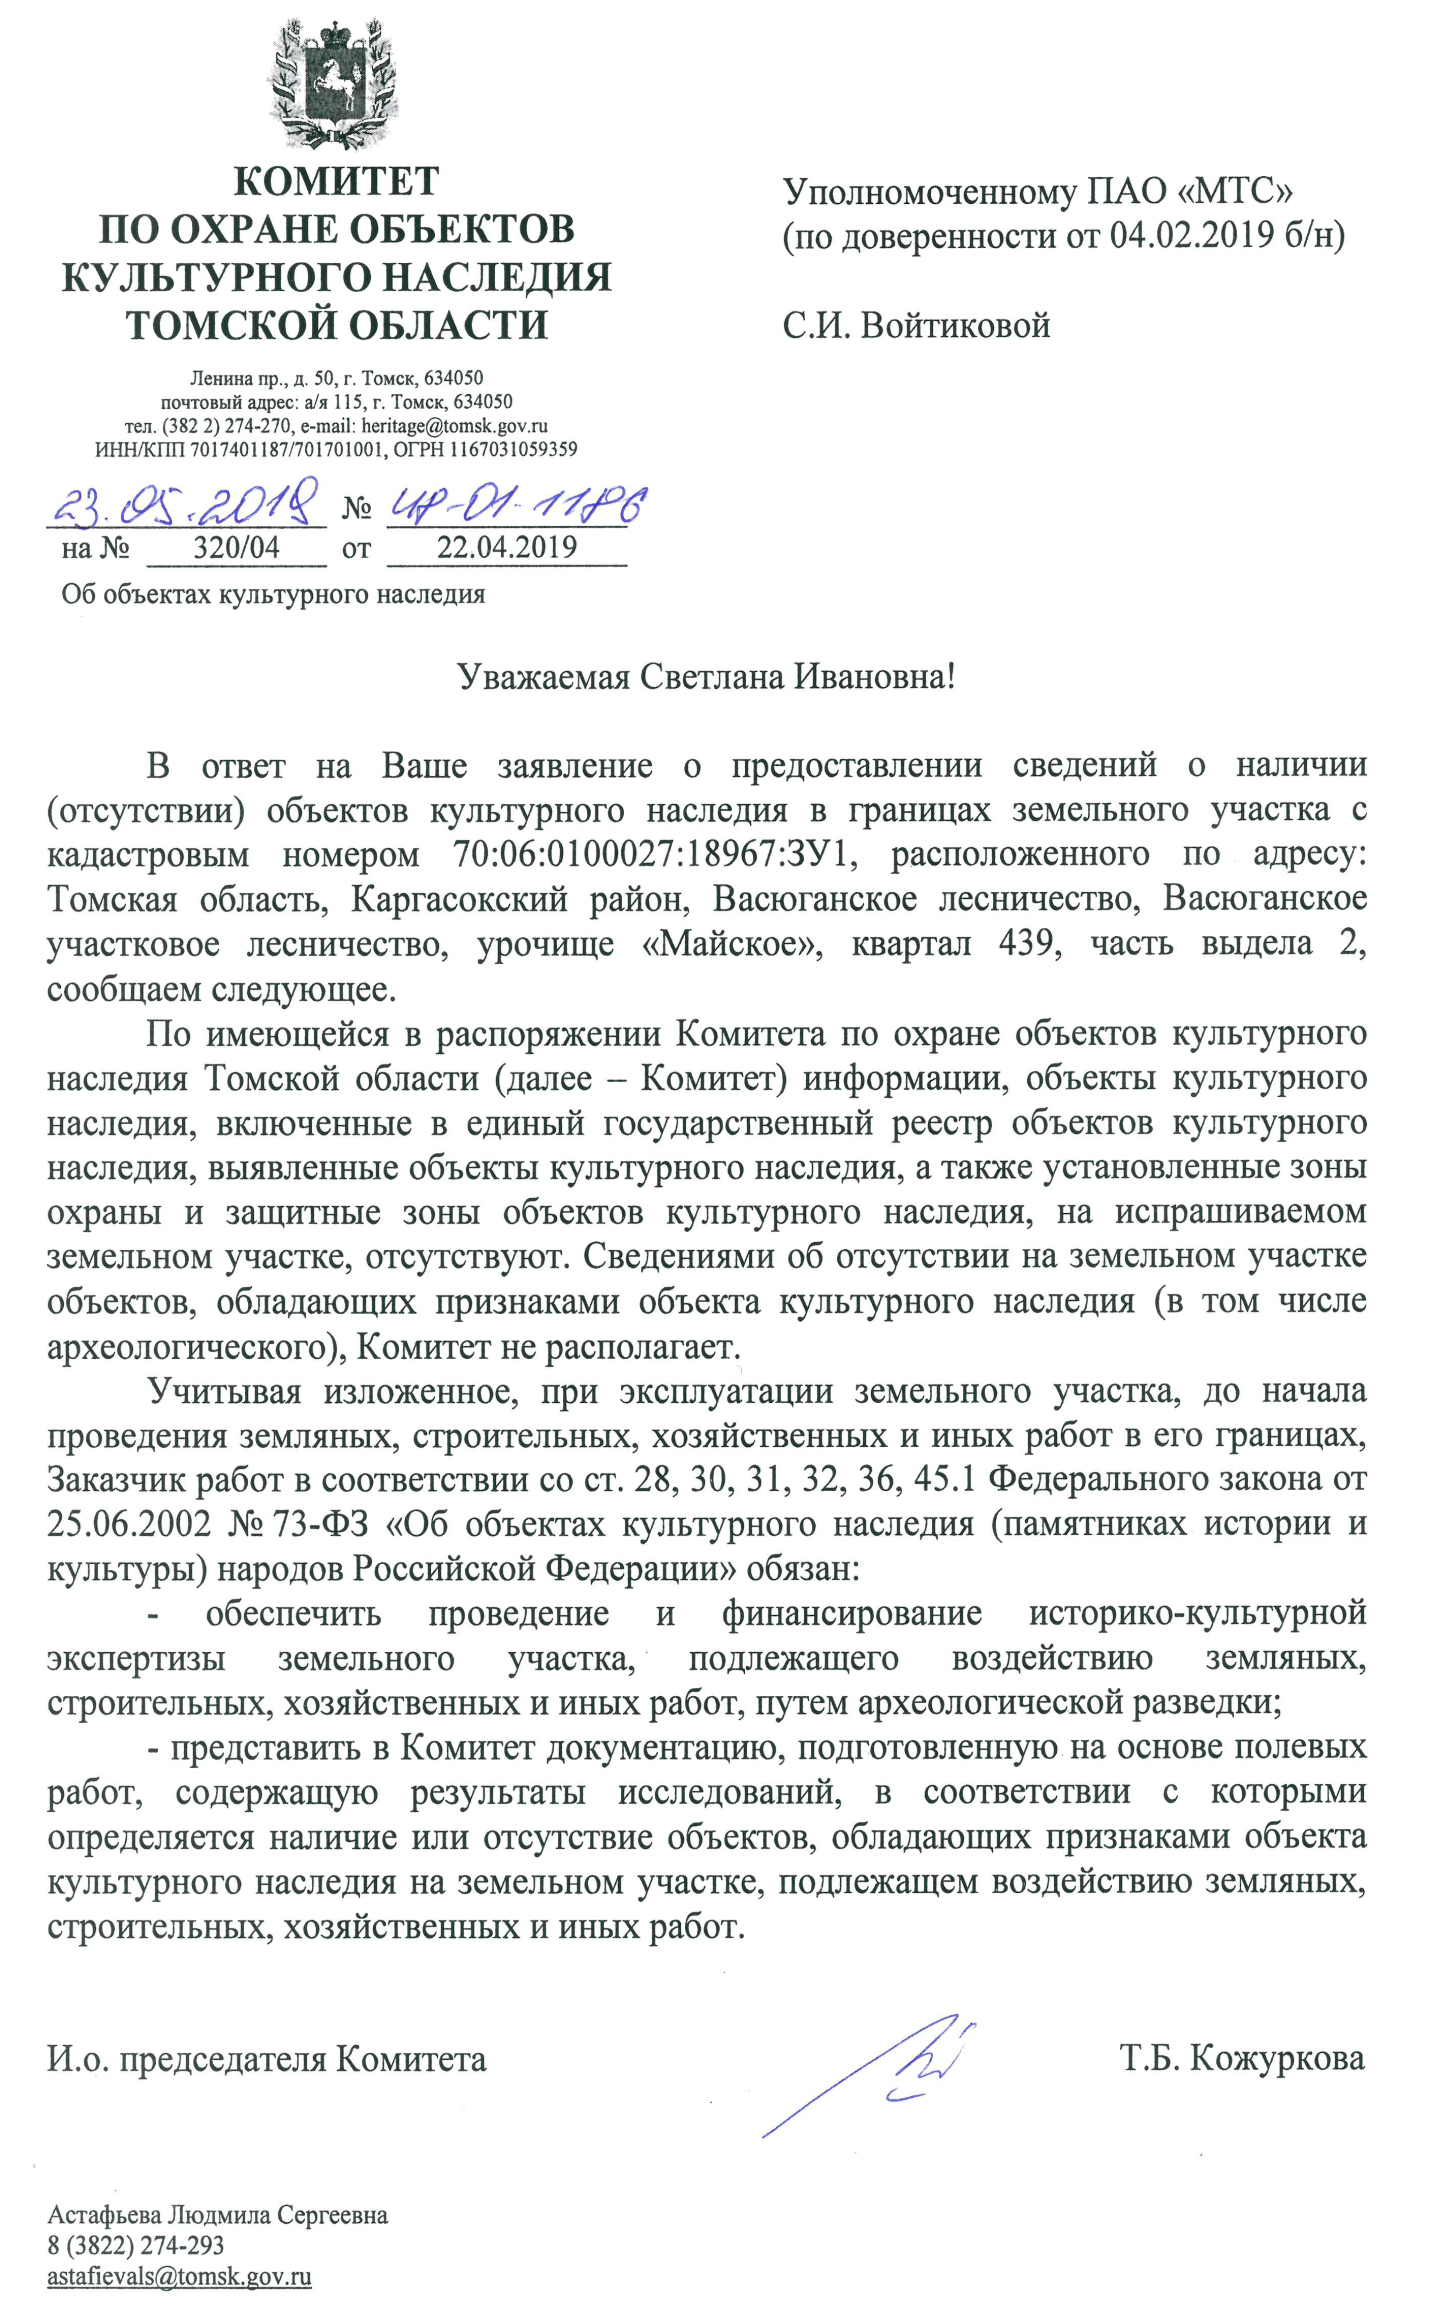 КОМИТЕТ
ПО ОХРАНЕ ОБЪЕКТОВ
КУЛЬТУРНОГО НАСЛЕДИЯ
ТОМСКОЙ ОБЛАСТИ
Ленина пр., д. 50, г. Томск, 634050
почтовый адрес: а/я 115, г. Томск, 634050
тел. (382 2) 274-270, e-mail: heritage@tomsk.gov.ru
ИНН/КПП 7017401187/701701001, ОГРН 1167031059359
23.05.2019 № 48-01-1186
на № 320/04 от 22.04.2019
Об объектах культурного наследия
Уполномоченному ПАО «МТС»
(по доверенности от 04.02.2019 б/н)
С.И. Войтиковой
Уважаемая Светлана Ивановна!
В ответ на Ваше заявление о предоставлении сведений о наличии
(отсутствии) объектов культурного наследия в границах земельного участка с
кадастровым номером 70:06:0100027:18967:ЗУ1, расположенного по адресу:
Томская область, Каргасокский район, Васюганское лесничество, Васюганское
участковое лесничество, урочище «Майское», квартал 439, часть выдела 2,
сообщаем следующее.
По имеющейся в распоряжении Комитета по охране объектов культурного
наследия Томской области (далее – Комитет) информации, объекты культурного
наследия, включенные в единый государственный реестр объектов культурного
наследия, выявленные объекты культурного наследия, а также установленные зоны
охраны и защитные зоны объектов культурного наследия, на испрашиваемом
земельном участке, отсутствуют. Сведениями об отсутствии на земельном участке
объектов, обладающих признаками объекта культурного наследия (в том числе
археологического), Комитет не располагает.
Учитывая изложенное, при эксплуатации земельного участка, до начала
проведения земляных, строительных, хозяйственных и иных работ в его границах,
Заказчик работ в соответствии со ст. 28, 30, 31, 32, 36, 45.1 Федерального закона от
25.06.2002 № 73-ФЗ «Об объектах культурного наследия (памятниках истории и
культуры) народов Российской Федерации» обязан:
- обеспечить проведение и финансирование историко-культурной
экспертизы земельного участка, подлежащего воздействию земляных,
строительных, хозяйственных и иных работ, путем археологической разведки;
- представить в Комитет документацию, подготовленную на основе полевых
работ, содержащую результаты исследований, в соответствии с которыми
определяется наличие или отсутствие объектов, обладающих признаками объекта
культурного наследия на земельном участке, подлежащем воздействию земляных,
строительных, хозяйственных и иных работ.
И.о. председателя Комитета Т.Б. Кожуркова
Астафьева Людмила Сергеевна
8 (3822) 274-293
astafievals@tomsk.gov.ru